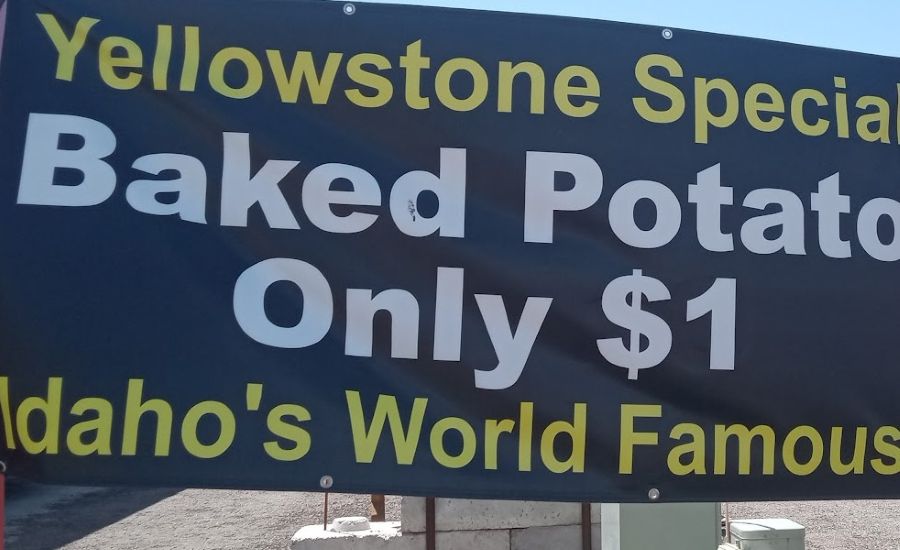 Yellowstone Special
Baked Potato
Only $1
Idaho's World Famous